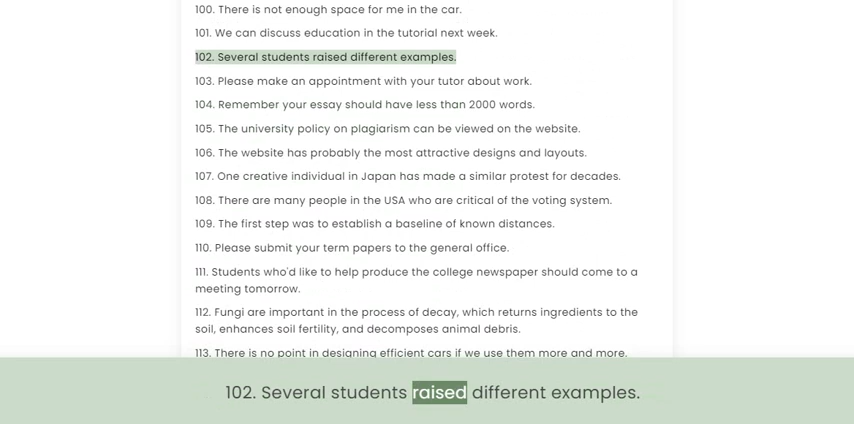 100. There is not enough space for me in the car.
101. We can discuss education in the tutorial next week.
102. Several students raised different examples.
103. Please make an appointment with your tutor about work.
104. Remember your essay should have less than 2000 words.
105. The university policy on plagiarism can be viewed on the website.
106. The website has probably the most attractive designs and layouts.
107. One creative individual in Japan has made a similar protest for decades.
108. There are many people in the USA who are critical of the voting system.
109. The first step was to establish a baseline of known distances.
110. Please submit your term papers to the general office.
111. Students who'd like to help produce the college newspaper should come to a
meeting tomorrow.
112. Fungi are important in the process of decay, which returns ingredients to the
soil, enhances soil fertility, and decomposes animal debris.
113. There is no point in designing efficient cars if we use them more and more.
102. Several students raised different examples.